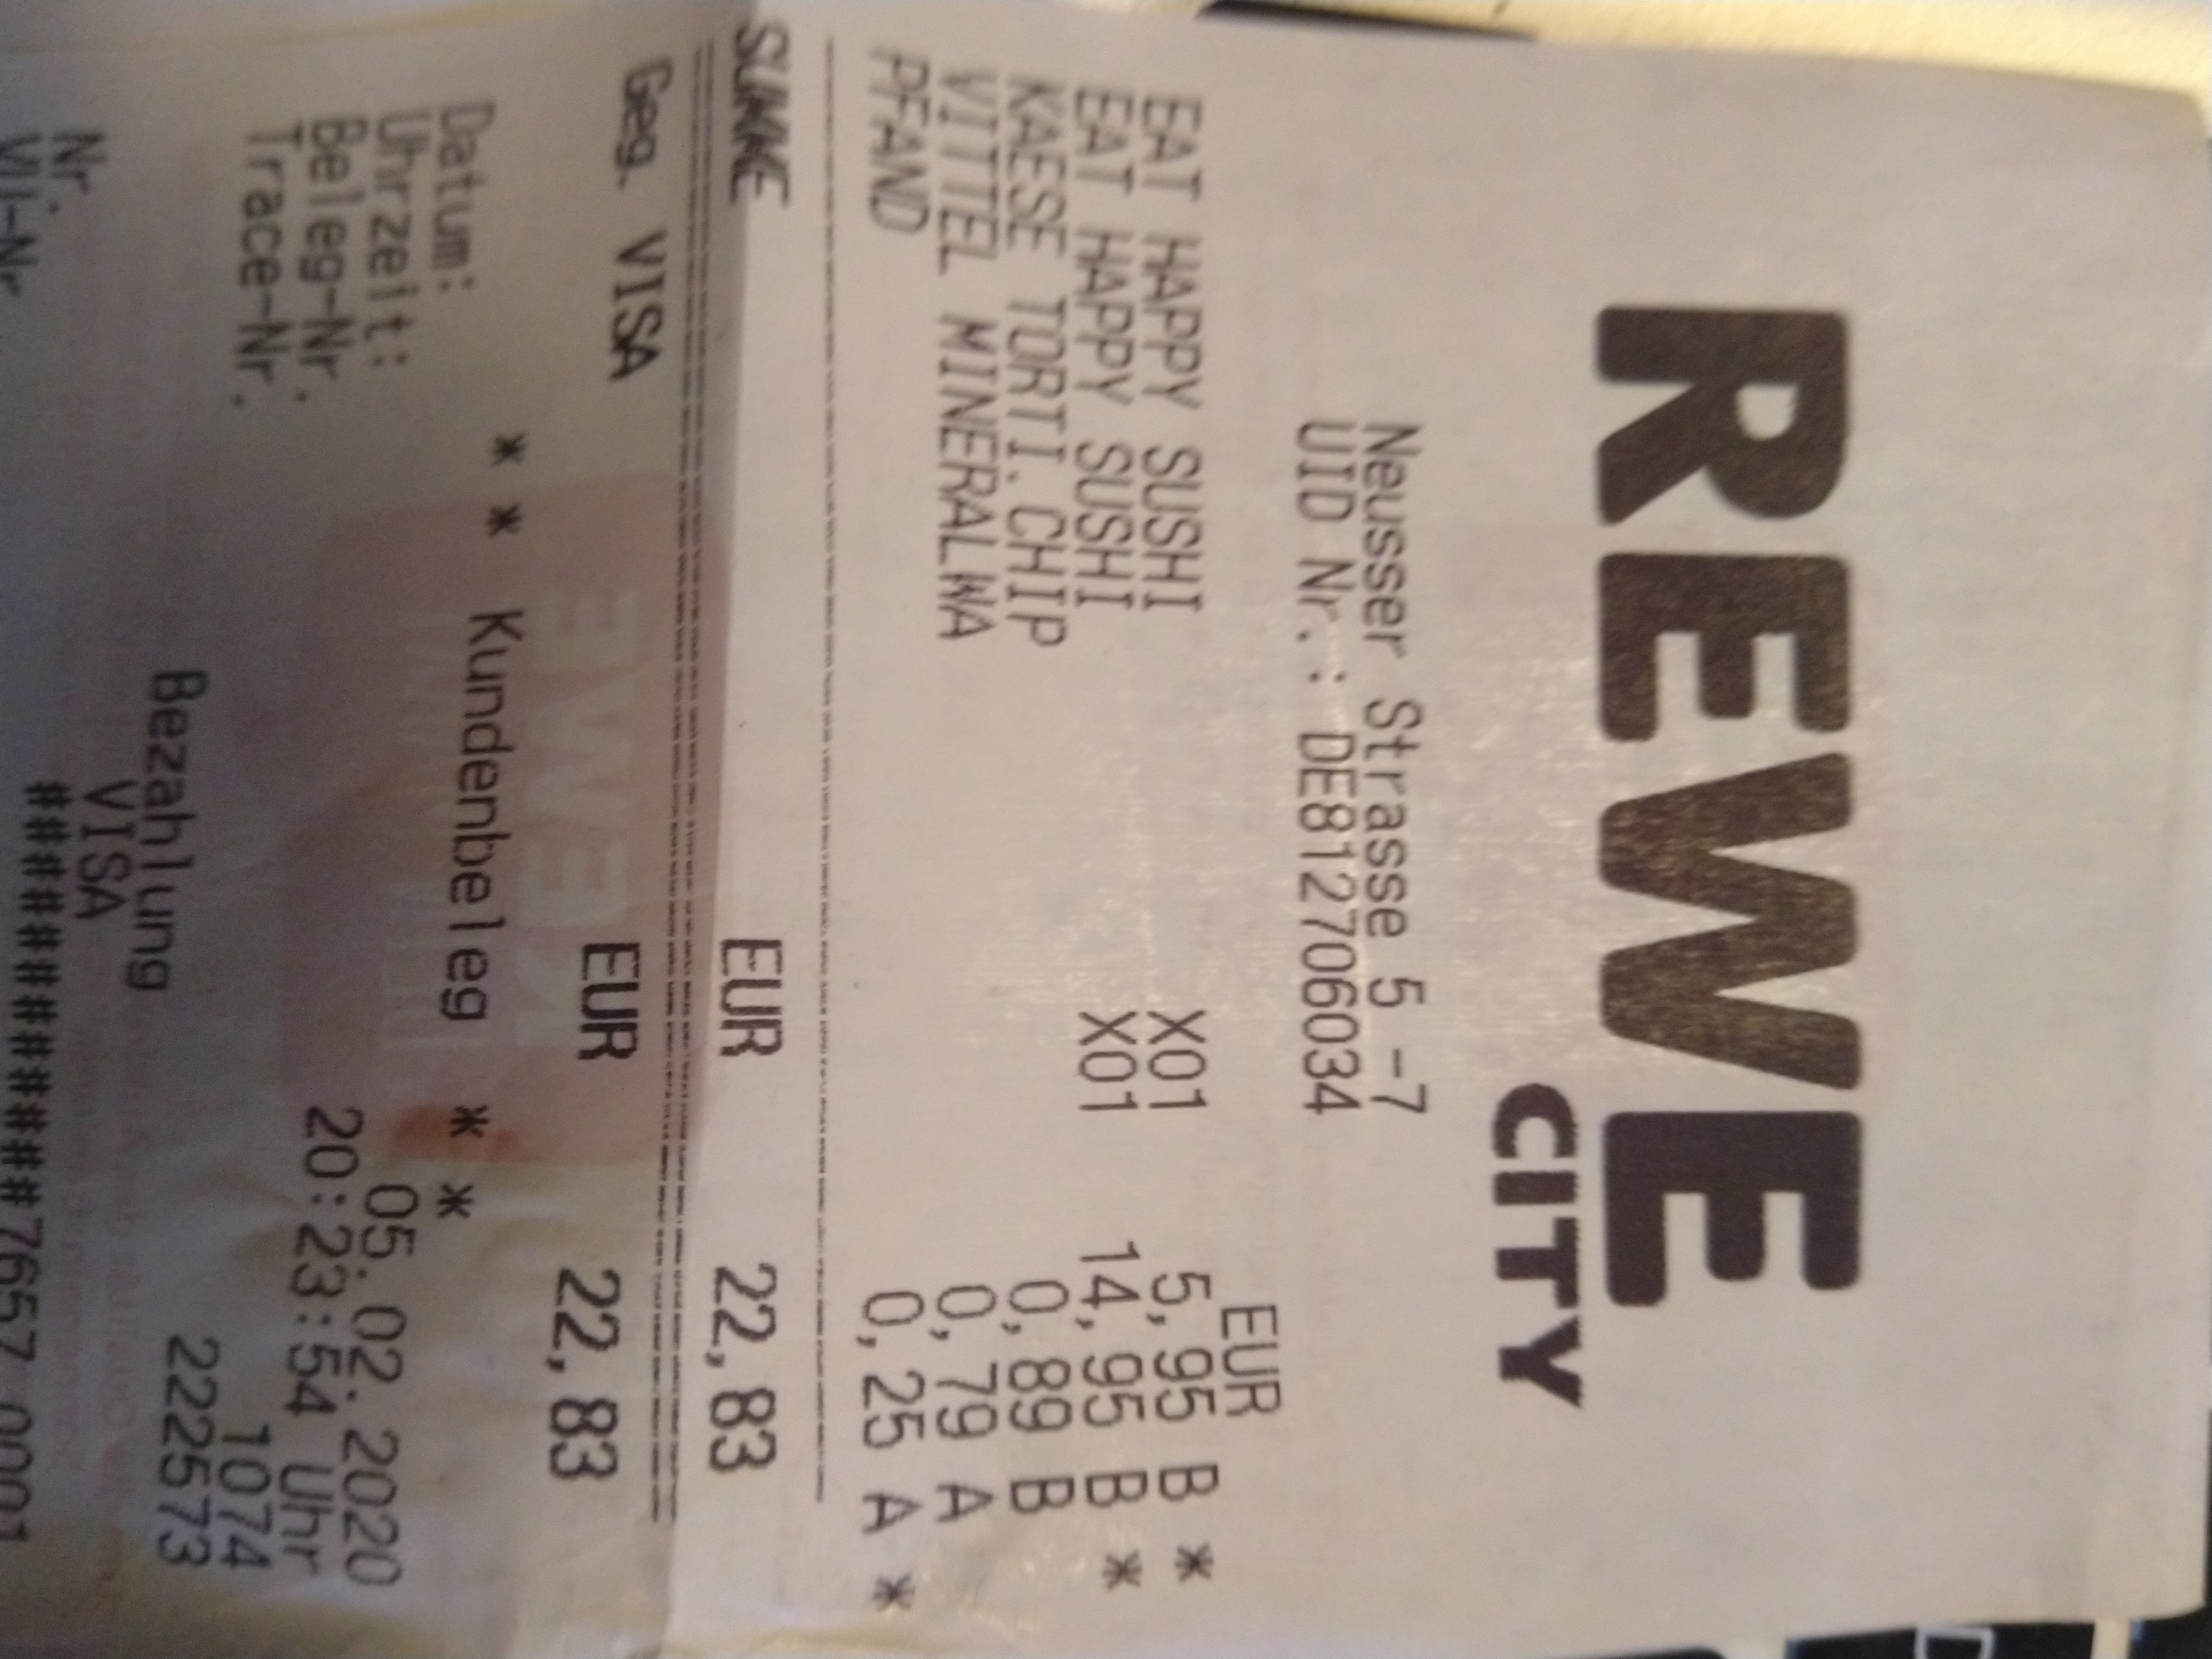 REWE
CITY
Neusser Strasse 5 -7
UID Nr.: DE812706034
EUR
EAT HAPPY SUSHI X01 5,95 B *
EAT HAPPY SUSHI X01 14,95 B *
KAESE TORTI.CHIP 0,89 B
VITTEL MINERALWA 0,79 A
PFAND 0,25 A *
SUMME EUR 22,83
Geg. VISA EUR 22,83
* * Kundenbeleg * *
Datum: 05.02.2020
Uhrzeit: 20:23:54 Uhr
Beleg-Nr. 1074
Trace-Nr. 222573
Bezahlung
VISA
Nr. ############7657 0001
VU-Nr